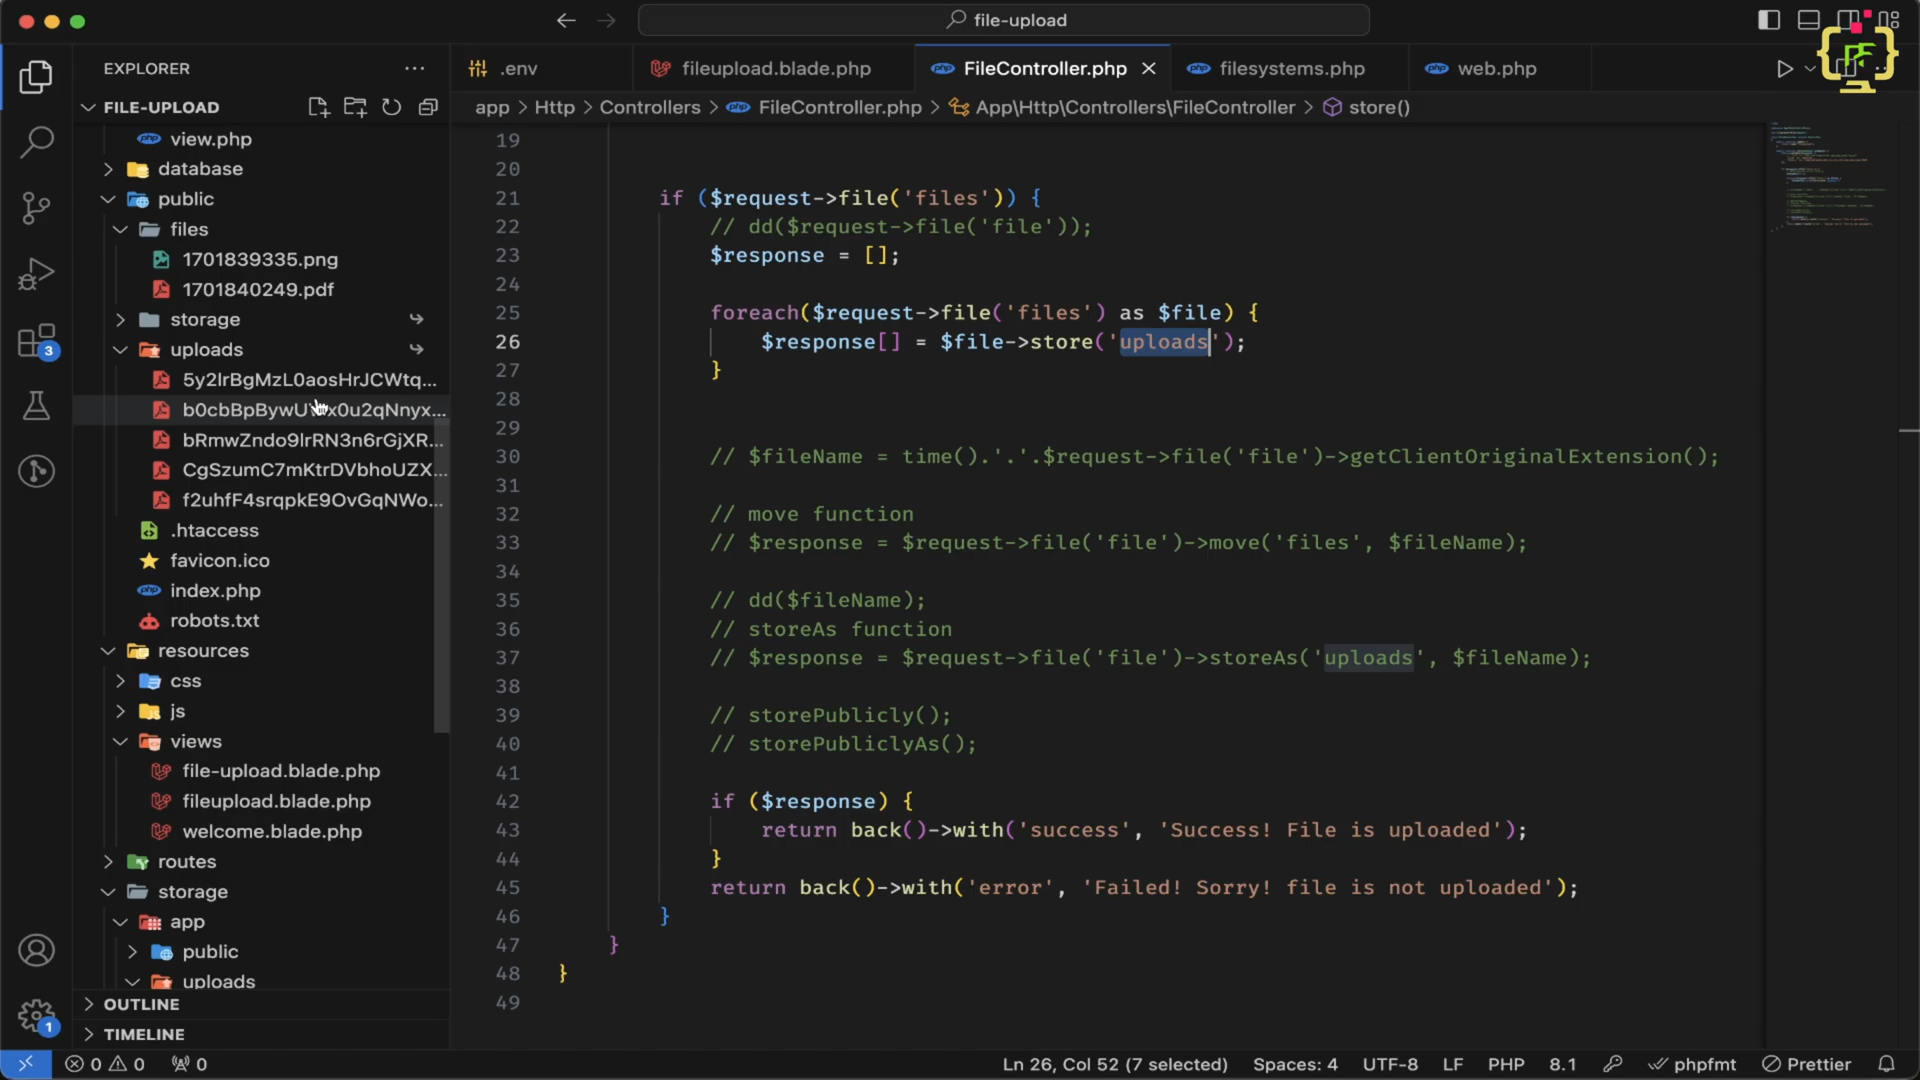 file-upload
EXPLORER
FILE-UPLOAD
view.php
database
public
files
1701839335.png
1701840249.pdf
storage
uploads
5y2lrBgMzL0aosHrJCWtq...
bRmwZndo9lrRN3n6rGjXR...
CgSzumC7mKtrDVbhoUZX...
f2uhfF4srqpkE9OvGqNWo...
.htaccess
favicon.ico
index.php
robots.txt
resources
css
js
views
file-upload.blade.php
fileupload.blade.php
welcome.blade.php
routes
storage
app
public
uploads
OUTLINE
TIMELINE
3
1
.env
fileupload.blade.php
FileController.php
filesystems.php
web.php
app > Http > Controllers > FileController.php > App\Http\Controllers\FileController > store()
19
20
21 if ($request->file('files')) {
22 // dd($request->file('file'));
23 $response = [];
24
25 foreach($request->file('files') as $file) {
26 $response[] = $file->store('uploads');
27 }
28
29
30 // $fileName = time().'.'.$request->file('file')->getClientOriginalExtension();
31
32 // move function
33 // $response = $request->file('file')->move('files', $fileName);
34
35 // dd($fileName);
36 // storeAs function
37 // $response = $request->file('file')->storeAs('uploads', $fileName);
38
39 // storePublicly();
40 // storePubliclyAs();
41
42 if ($response) {
43 return back()->with('success', 'Success! File is uploaded');
44 }
45 return back()->with('error', 'Failed! Sorry! file is not uploaded');
46 }
47 }
48 }
49
0 0 0
Ln 26, Col 52 (7 selected) Spaces: 4 UTF-8 LF PHP 8.1 phpfmt Prettier